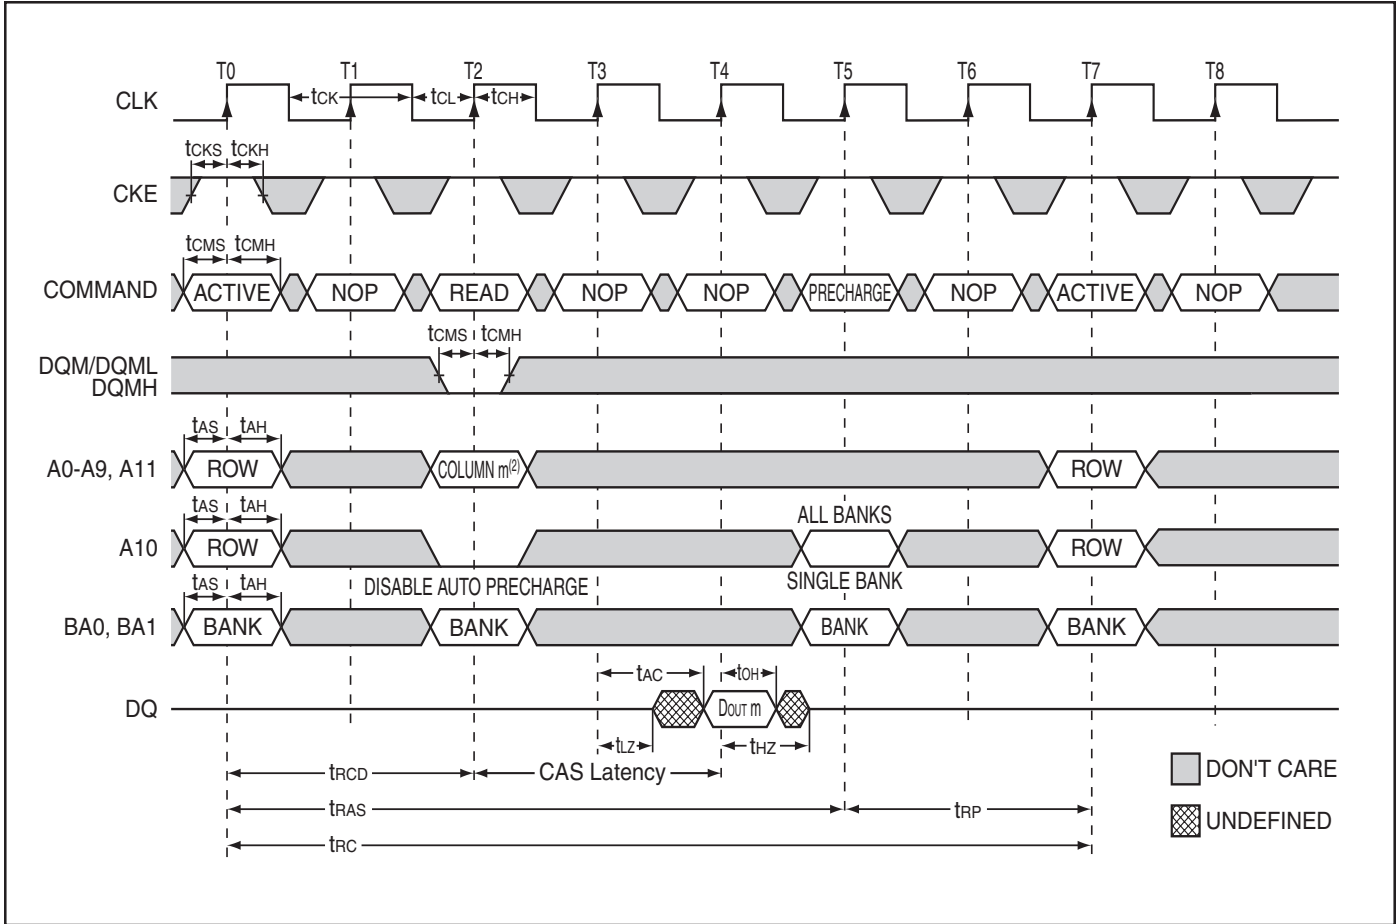 T0 T1 T2 T3 T4 T5 T6 T7 T8
CLK tCK tCL tCH
tCKS tCKH
CKE
tCMS tCMH
COMMAND ACTIVE NOP READ NOP NOP PRECHARGE NOP ACTIVE NOP
tCMS tCMH
DQM/DQML
DQMH
tAS tAH
A0-A9, A11 ROW COLUMN m(2) ROW
tAS tAH ALL BANKS
A10 ROW ROW
DISABLE AUTO PRECHARGE SINGLE BANK
tAS tAH
BA0, BA1 BANK BANK BANK BANK
tAC tOH
DQ DOUT m
tLZ tHZ
tRCD CAS Latency DON'T CARE
tRAS tRP
UNDEFINED
tRC